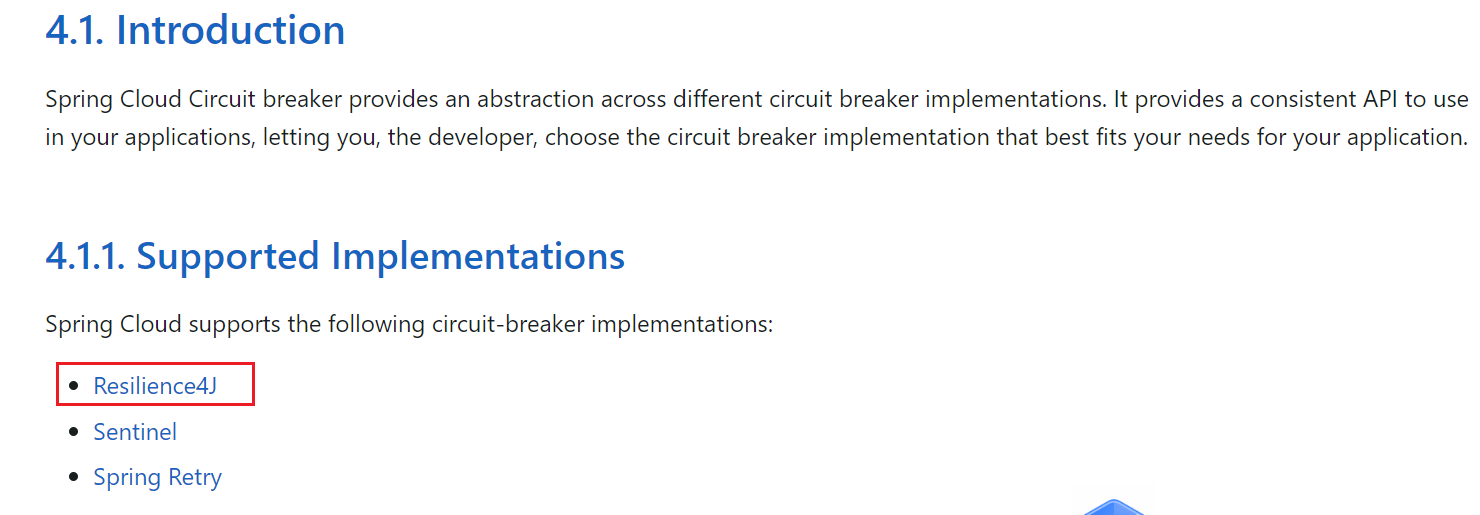 4.1. Introduction
Spring Cloud Circuit breaker provides an abstraction across different circuit breaker implementations. It provides a consistent API to use
in your applications, letting you, the developer, choose the circuit breaker implementation that best fits your needs for your application.
4.1.1. Supported Implementations
Spring Cloud supports the following circuit-breaker implementations:
• Resilience4J
• Sentinel
• Spring Retry